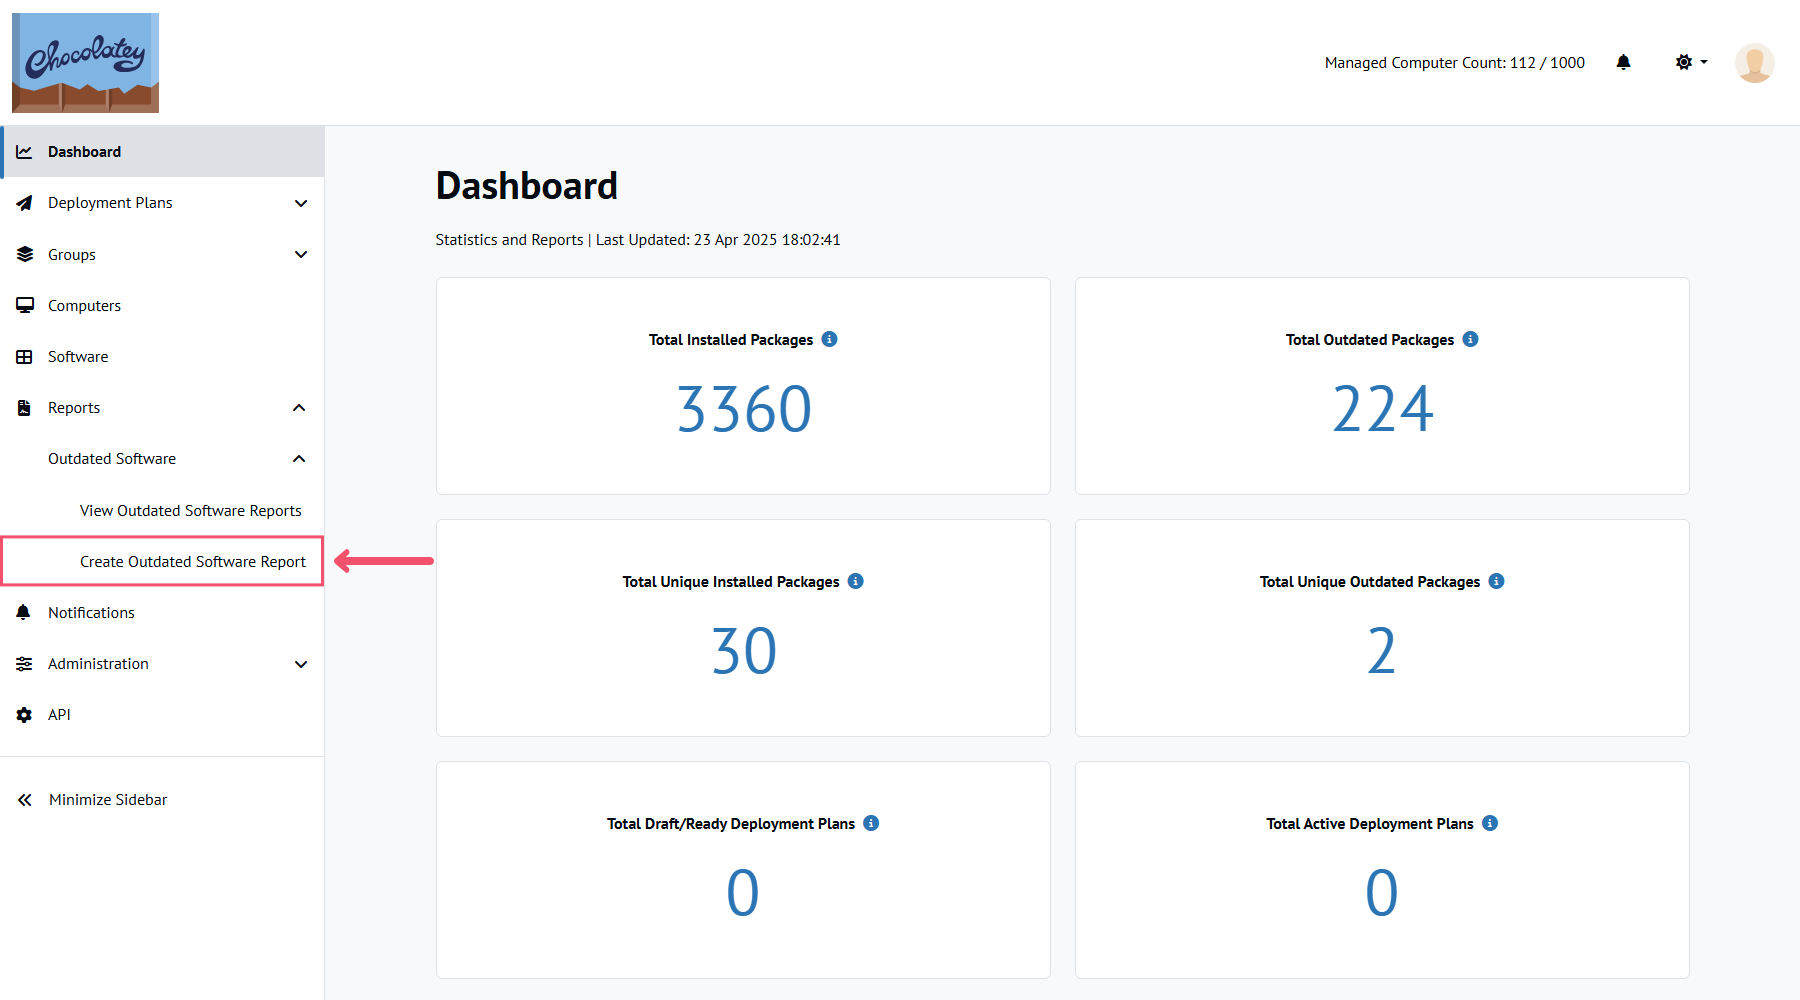 Chocolatey
Managed Computer Count: 112 / 1000
Dashboard
Deployment Plans
Groups
Computers
Software
Reports
Outdated Software
View Outdated Software Reports
Create Outdated Software Report
Notifications
Administration
API
Minimize Sidebar
Dashboard
Statistics and Reports | Last Updated: 23 Apr 2025 18:02:41
Total Installed Packages
3360
Total Outdated Packages
224
Total Unique Installed Packages
30
Total Unique Outdated Packages
2
Total Draft/Ready Deployment Plans
0
Total Active Deployment Plans
0